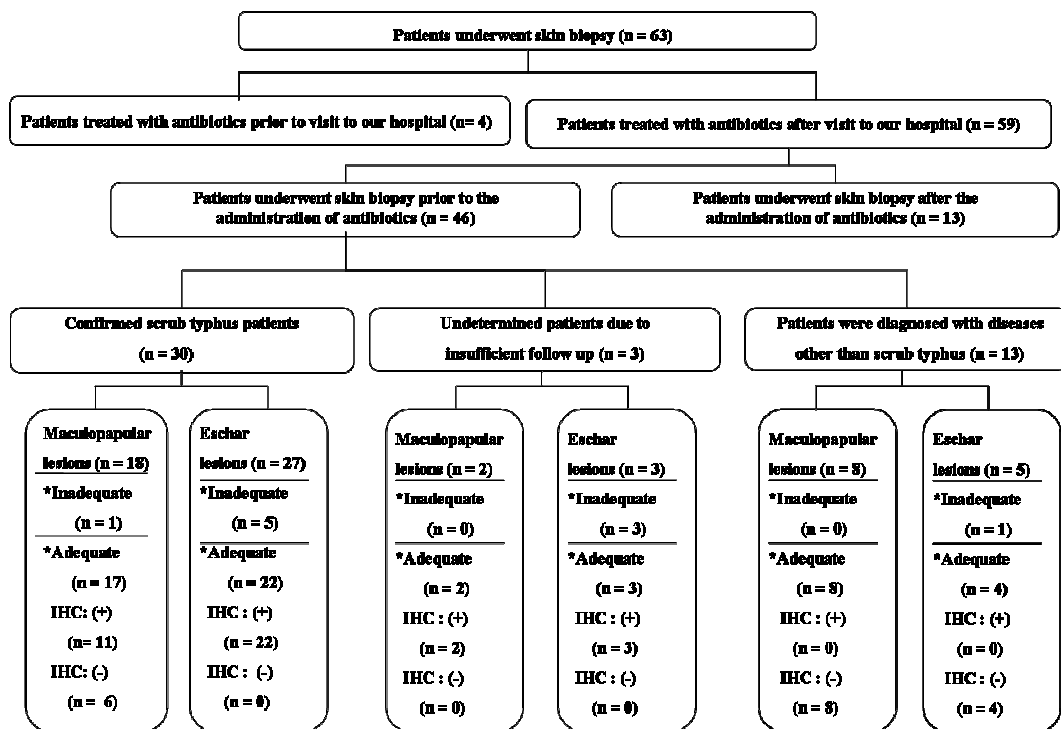 Patients underwent skin biopsy (n = 63)
Patients treated with antibiotics prior to visit to our hospital (n= 4)
Patients treated with antibiotics after visit to our hospital (n = 59)
Patients underwent skin biopsy prior to the
administration of antibiotics (n = 46)
Patients underwent skin biopsy after the
administration of antibiotics (n = 13)
Confirmed scrub typhus patients
(n = 30)
Undetermined patients due to
insufficient follow up (n = 3)
Patients were diagnosed with diseases
other than scrub typhus (n = 13)
Maculopapular
lesions (n = 18)
*Inadequate
(n = 1)
*Adequate
(n = 17)
IHC: (+)
(n= 11)
IHC: (-)
(n = 6)
Eschar
lesions (n = 27)
*Inadequate
(n = 5)
*Adequate
(n = 22)
IHC : (+)
(n = 22)
IHC : (-)
(n = 0)
Maculopapular
lesions (n = 2)
*Inadequate
(n = 0)
*Adequate
(n = 2)
IHC : (+)
(n = 2)
IHC : (-)
(n = 0)
Eschar
lesions (n = 3)
*Inadequate
(n = 3)
*Adequate
(n = 3)
IHC : (+)
(n = 3)
IHC : (-)
(n = 0)
Maculopapular
lesions (n = 8)
*Inadequate
(n = 0)
*Adequate
(n = 8)
IHC : (+)
(n = 0)
IHC : (-)
(n = 8)
Eschar
lesions (n = 5)
*Inadequate
(n = 1)
*Adequate
(n = 4)
IHC : (+)
(n = 0)
IHC : (-)
(n = 4)